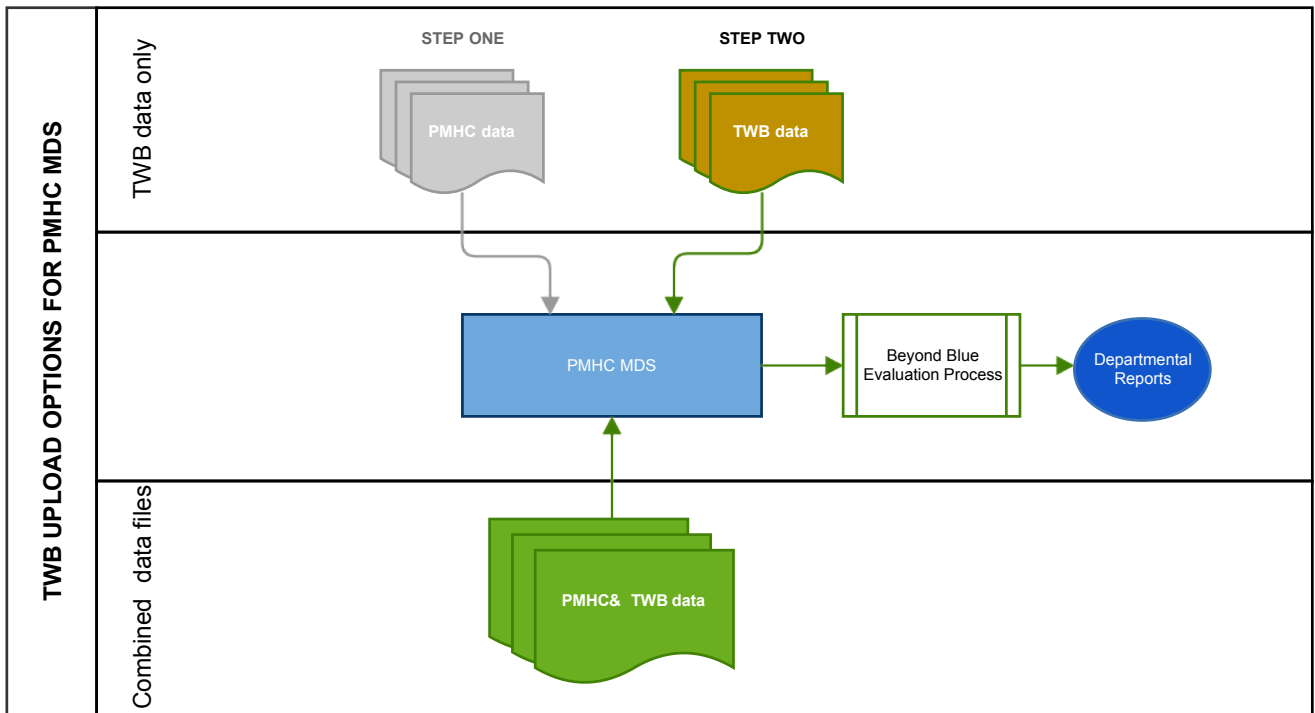 TWB UPLOAD OPTIONS FOR PMHC MDS
TWB data only
STEP ONE
STEP TWO
PMHC data
TWB data
PMHC MDS
Beyond Blue
Evaluation Process
Departmental
Reports
Combined data files
PMHC& TWB data